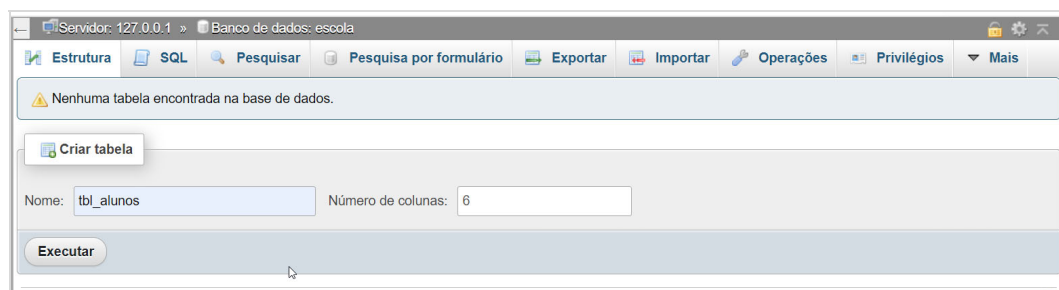 Servidor: 127.0.0.1 » Banco de dados: escola
Estrutura SQL Pesquisar Pesquisa por formulário Exportar Importar Operações Privilégios Mais
Nenhuma tabela encontrada na base de dados.
Criar tabela
Nome: tbl_alunos Número de colunas: 6
Executar